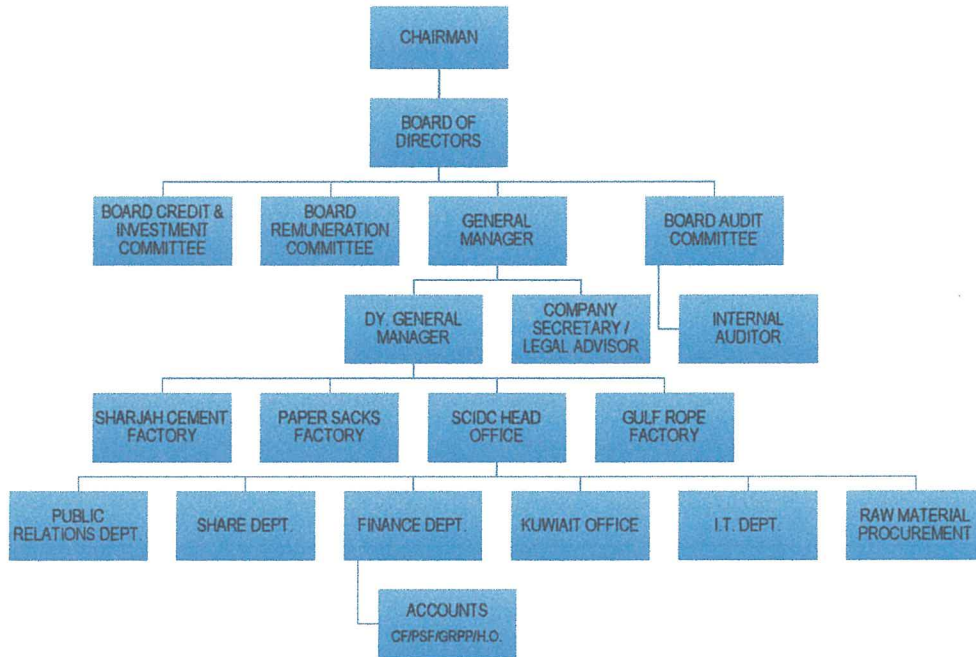 CHAIRMAN
BOARD OF
DIRECTORS
BOARD CREDIT &
INVESTMENT
COMMITTEE
BOARD
REMUNERATION
COMMITTEE
GENERAL
MANAGER
BOARD AUDIT
COMMITTEE
DY. GENERAL
MANAGER
COMPANY
SECRETARY /
LEGAL ADVISOR
INTERNAL
AUDITOR
SHARJAH CEMENT
FACTORY
PAPER SACKS
FACTORY
SCIDC HEAD
OFFICE
GULF ROPE
FACTORY
PUBLIC
RELATIONS DEPT.
SHARE DEPT.
FINANCE DEPT.
KUWIAIT OFFICE
I.T. DEPT.
RAW MATERIAL
PROCUREMENT
ACCOUNTS
CF/PSF/GRPP/H.O.